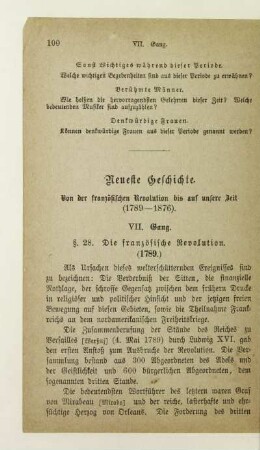 100 VII. Gang.
Sonst Wichtiges während dieser Periode.
Welche wichtigen Begebenheiten sind aus dieser Periode zu erwähnen?
Berühmte Männer.
Wie heißen die hervorragendsten Gelehrten dieser Zeit? Welche
bedeutenden Musiker sind aufzuzählen?
Denkwürdige Frauen.
Können denkwürdige Frauen aus dieser Periode genannt werden?
Neueste Geschichte.
Von der französischen Revolution bis auf unsere Zeit
(1789—1876).
VII. Gang.
§. 28. Die französische Revolution.
(1789.)
Als Ursachen dieses welterschütternden Ereignisses sind
zu bezeichnen: Die Verderbniß der Sitten, die finanzielle
Nothlage, der schroffe Gegensatz zwischen dem frühern Druck
in religiöser und politischer Hinsicht und der jetzigen freien
Bewegung auf diesen Gebieten, sowie die Theilnahme Frank-
reichs an dem nordamerikanischen Freiheitskriege.
Die Zusammenberufung der Stände des Reiches zu
Versailles (4. Mai 1789) durch Ludwig XVI. gab
den ersten Anstoß zum Ausbruch der Revolution. Die Ver-
sammlung bestand aus 300 Abgeordneten des Adels und
der Geistlichkeit und 600 bürgerlichen Abgeordneten, dem
sogenannten dritten Stande.
Die bedeutendsten Wortführer des letztern waren Graf
von Mirabeau [Mirabo] und der reiche, lasterhafte und ehr-
süchtige Herzog von Orleans. Die Forderung des dritten